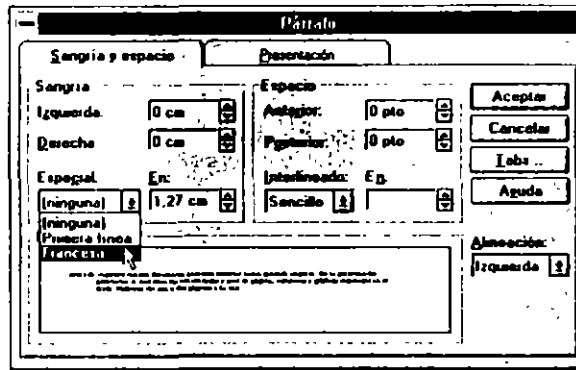 Párrafo
Sangría y espacio
Presentación
Sangría
Izquierda:
0 cm
Derecha
0 cm
Especial:
En:
(ninguna)
1,27 cm
(ninguna)
Primera línea
Francesa
Espacio
Anterior:
0 pto
Posterior:
0 pto
Interlineado:
En:
Sencillo
Aceptar
Cancelar
Tabs...
Ayuda
Alineación:
Izquierda